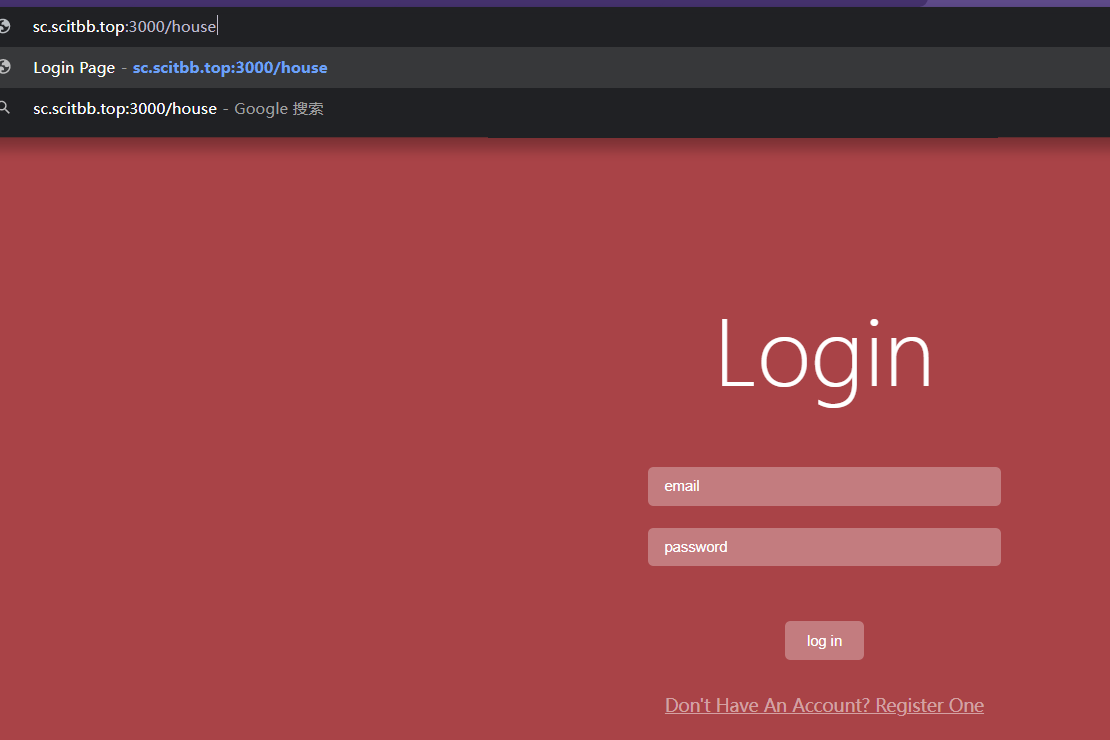 sc.scitbb.top:3000/house
Login Page - sc.scitbb.top:3000/house
sc.scitbb.top:3000/house - Google 搜索
Login
email
password
log in
Don't Have An Account? Register One